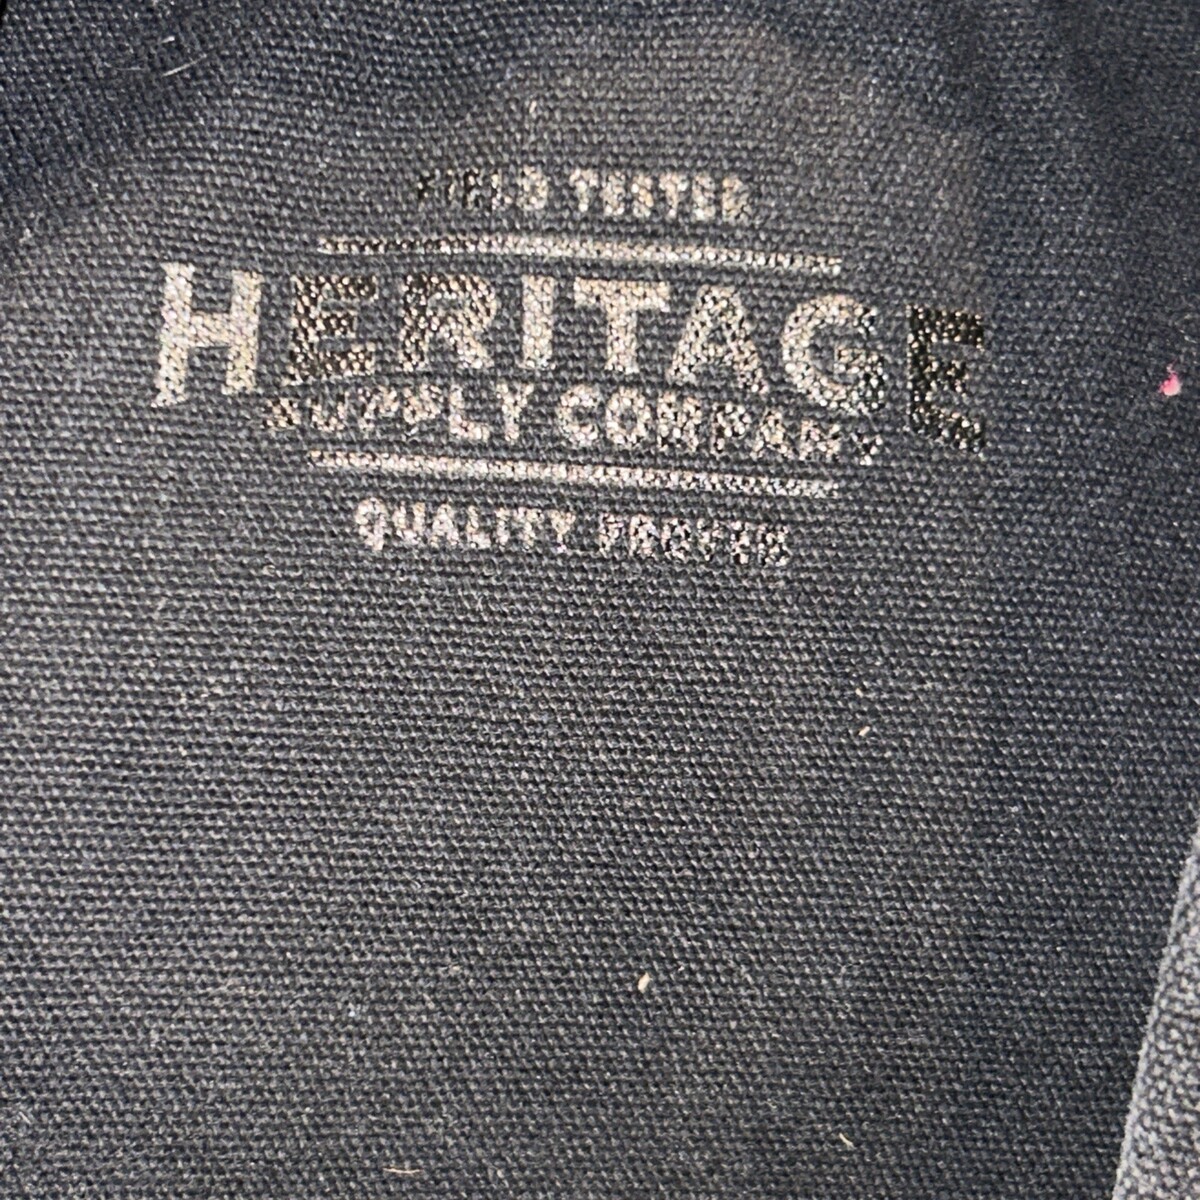 FIELD TESTED
HERITAGE
SUPPLY COMPANY
QUALITY PROVEN